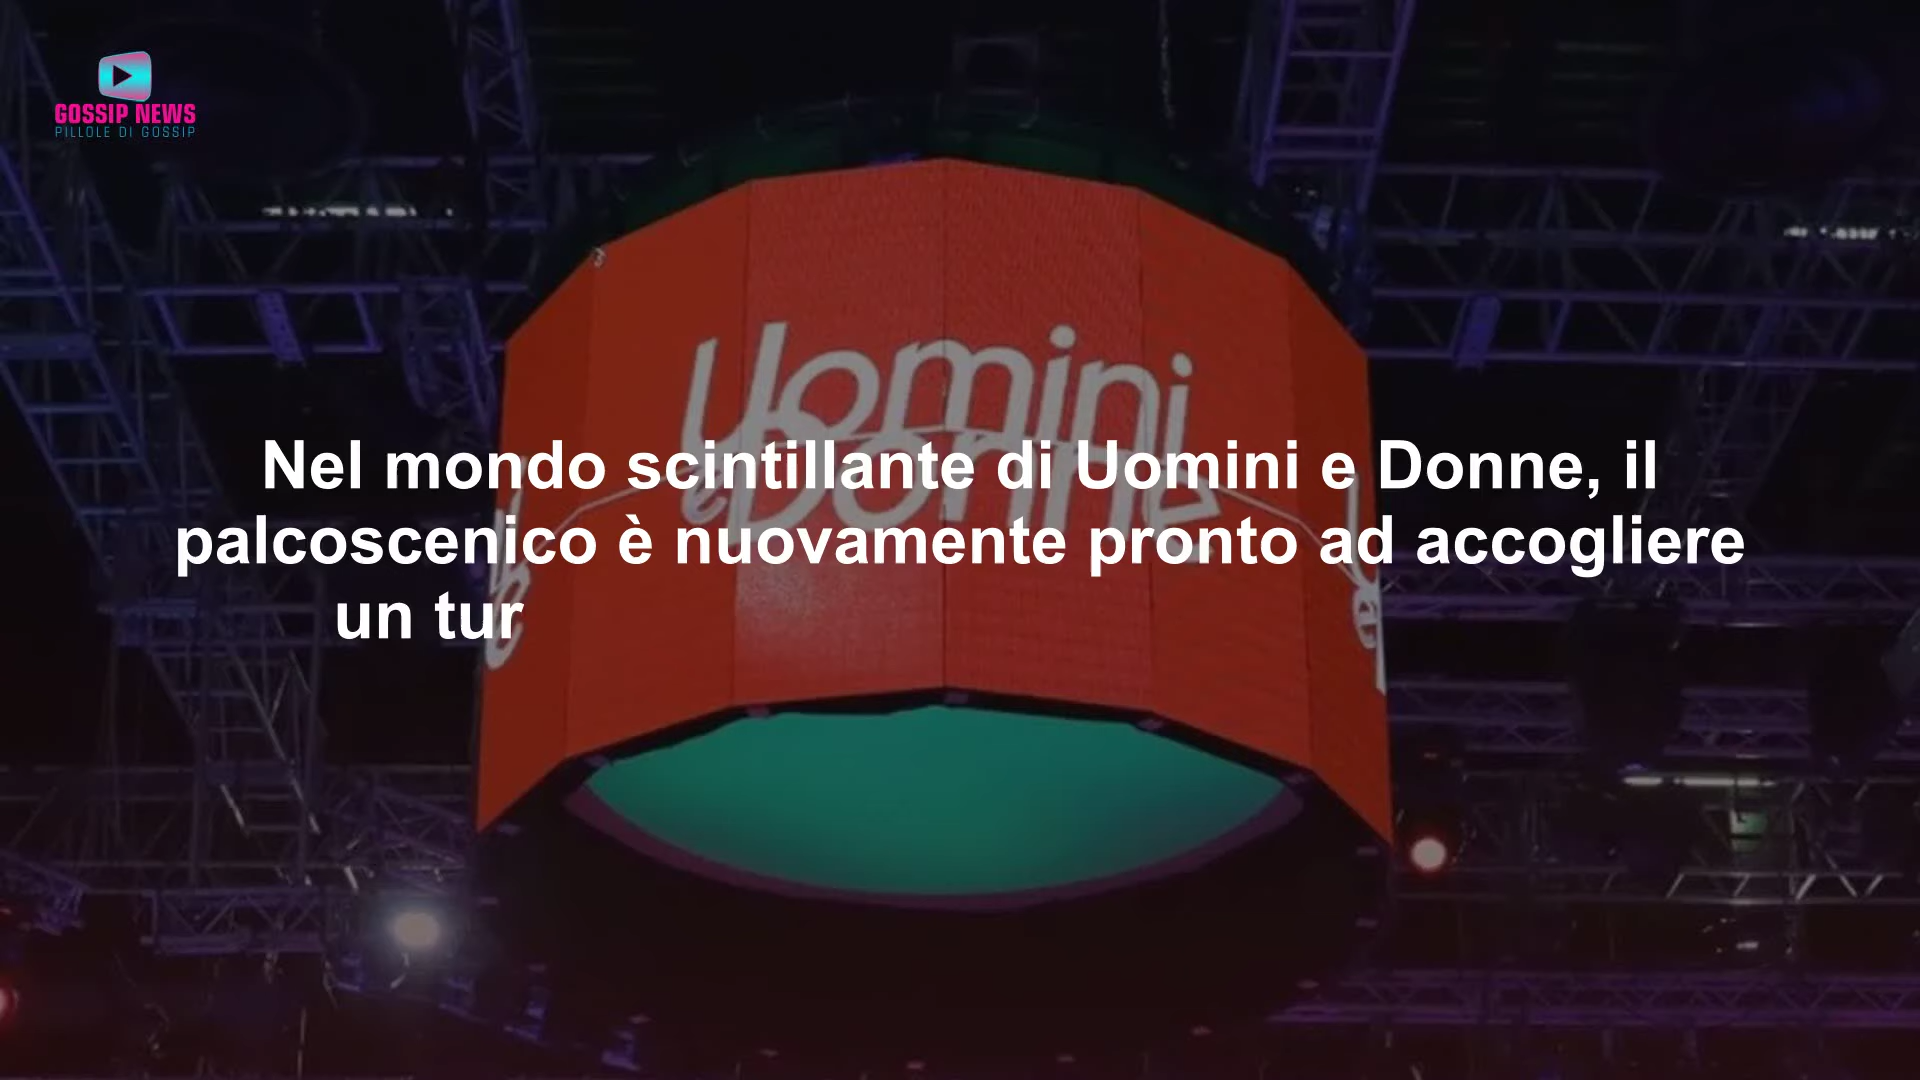 GOSSIP NEWS
PILLOLE DI GOSSIP
Uomini
e Donne
Nel mondo scintillante di Uomini e Donne, il
palcoscenico è nuovamente pronto ad accogliere
un tur